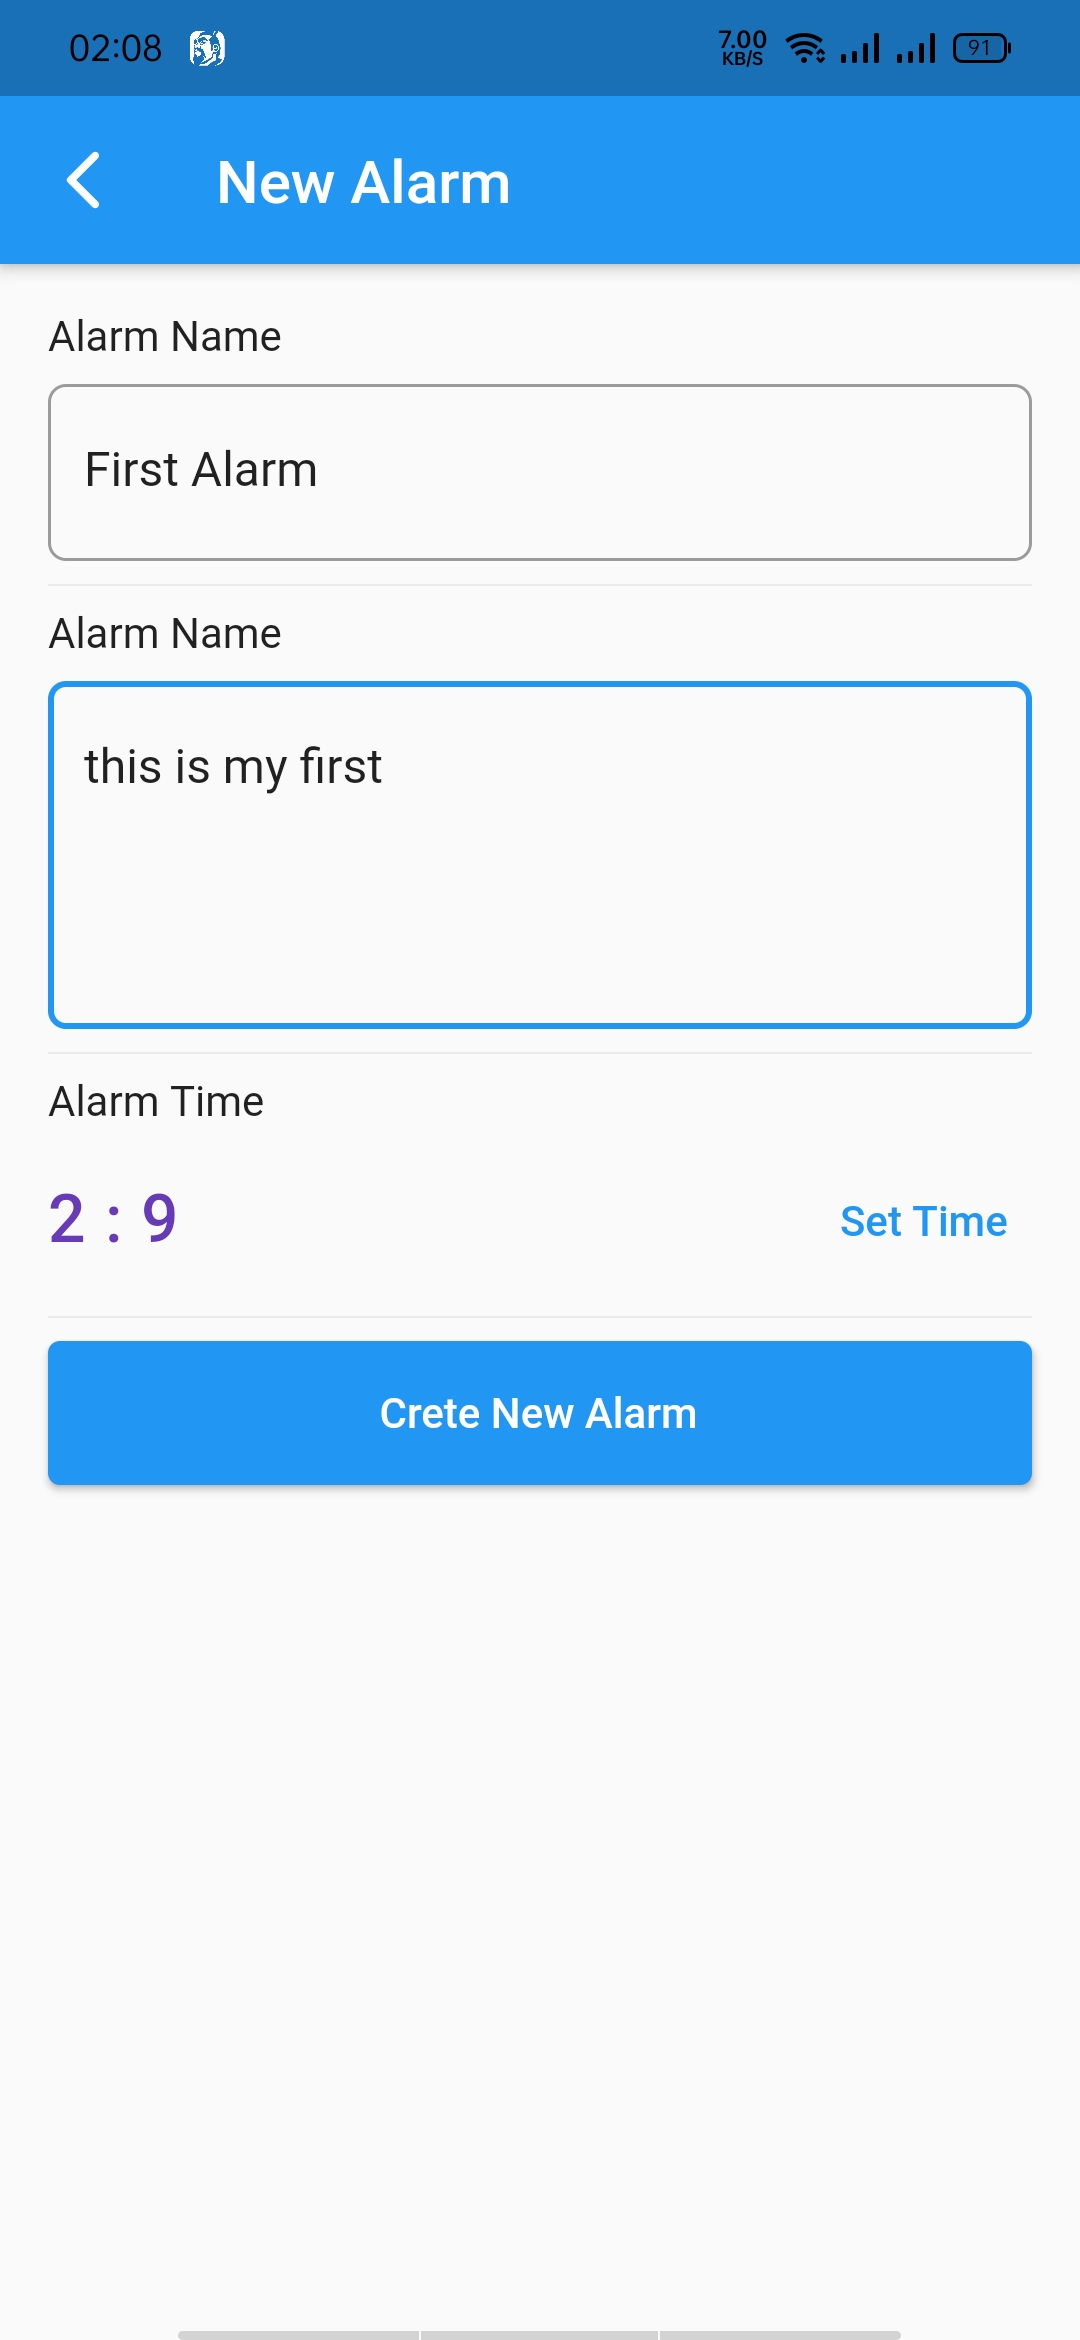 02:08
7.00
KB/S
91
New Alarm
Alarm Name
First Alarm
Alarm Name
this is my first
Alarm Time
2 : 9
Set Time
Crete New Alarm